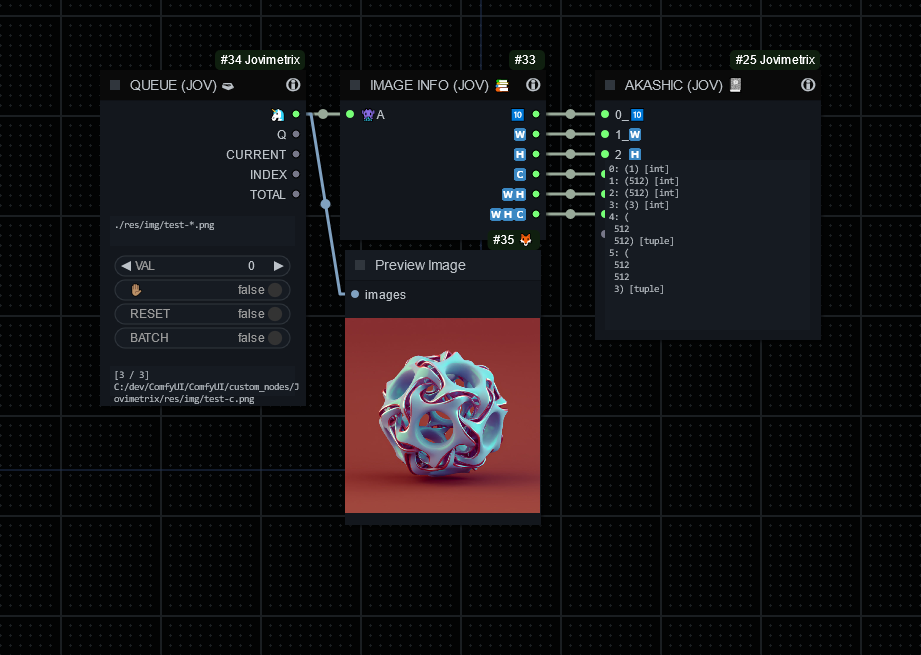 #34 Jovimetrix
QUEUE (JOV)
Q
CURRENT
INDEX
TOTAL
./res/img/test-*.png
VAL 0
false
RESET false
BATCH false
[3 / 3]
C:/dev/ComfyUI/ComfyUI/custom_nodes/J
ovimetrix/res/img/test-c.png
#33
IMAGE INFO (JOV)
A 10
W
H
C
W H
W H C
#35
Preview Image
images
#25 Jovimetrix
AKASHIC (JOV)
0_ 10
1_ W
2 H
0: (1) [int]
1: (512) [int]
2: (512) [int]
3: (3) [int]
4: (
512
512) [tuple]
5: (
512
512
3) [tuple]